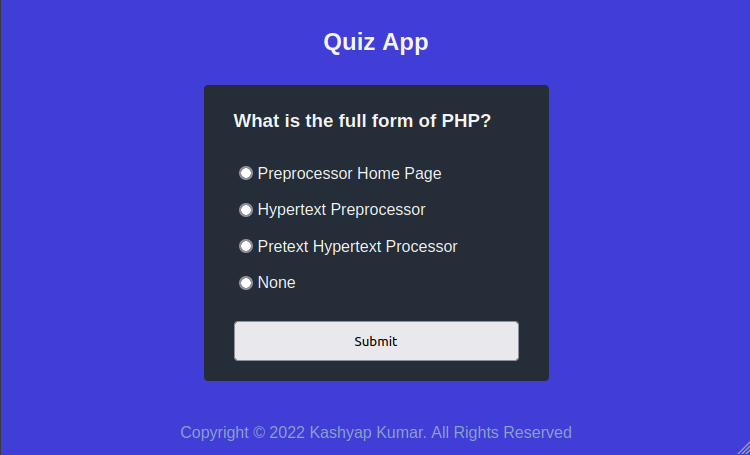 Quiz App
What is the full form of PHP?
Preprocessor Home Page
Hypertext Preprocessor
Pretext Hypertext Processor
None
Submit
Copyright © 2022 Kashyap Kumar. All Rights Reserved